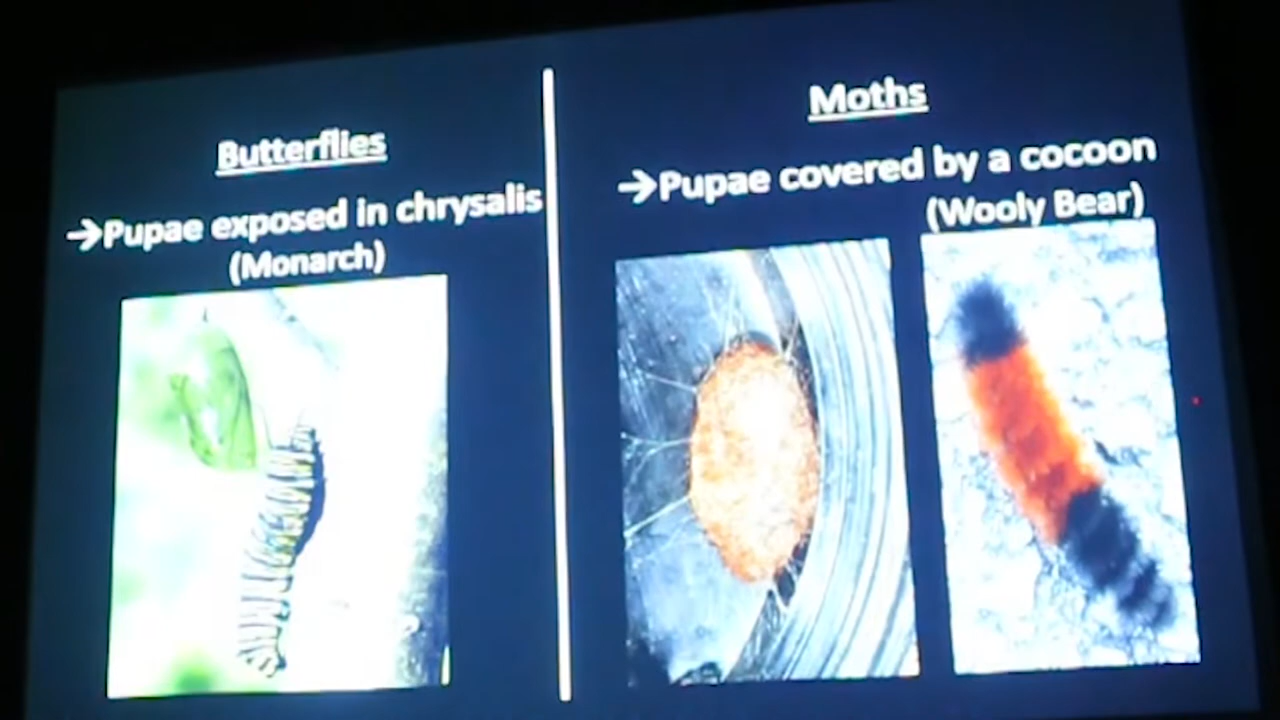 Butterflies
→Pupae exposed in chrysalis
(Monarch)
Moths
→Pupae covered by a cocoon
(Wooly Bear)